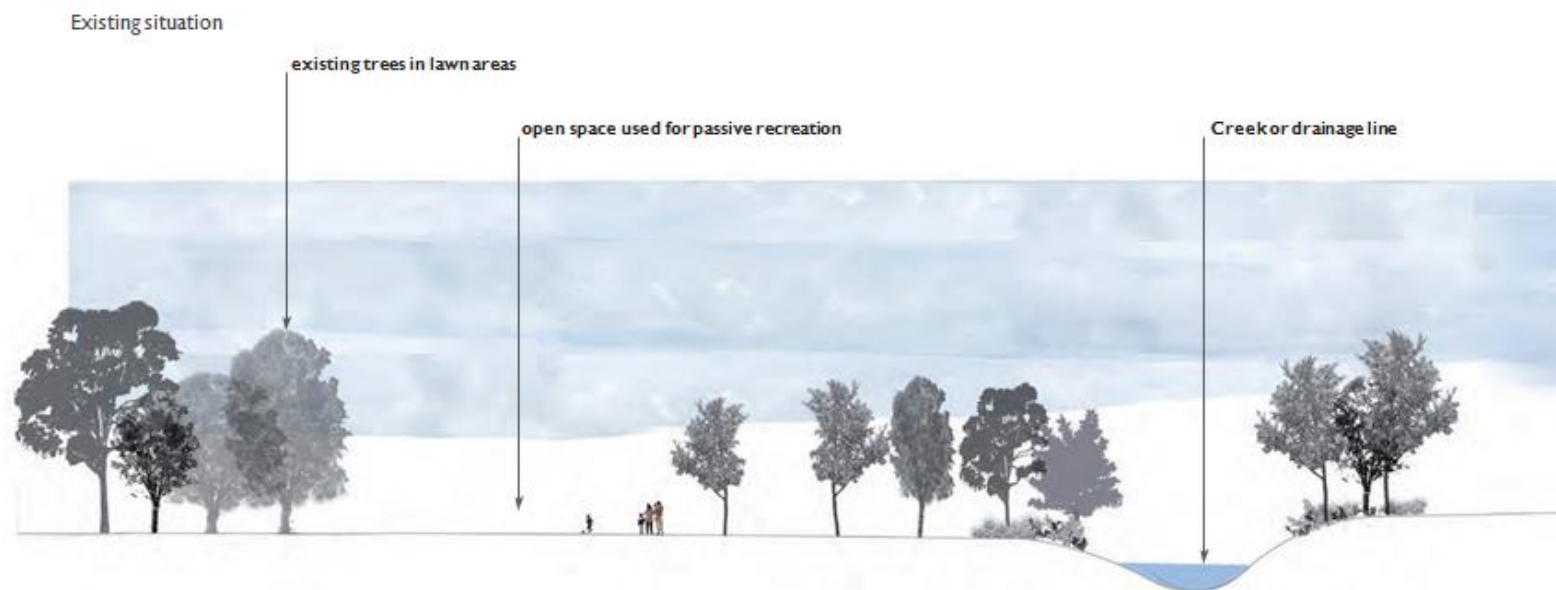 Existing situation
existing trees in lawn areas
open space used for passive recreation
Creek or drainage line